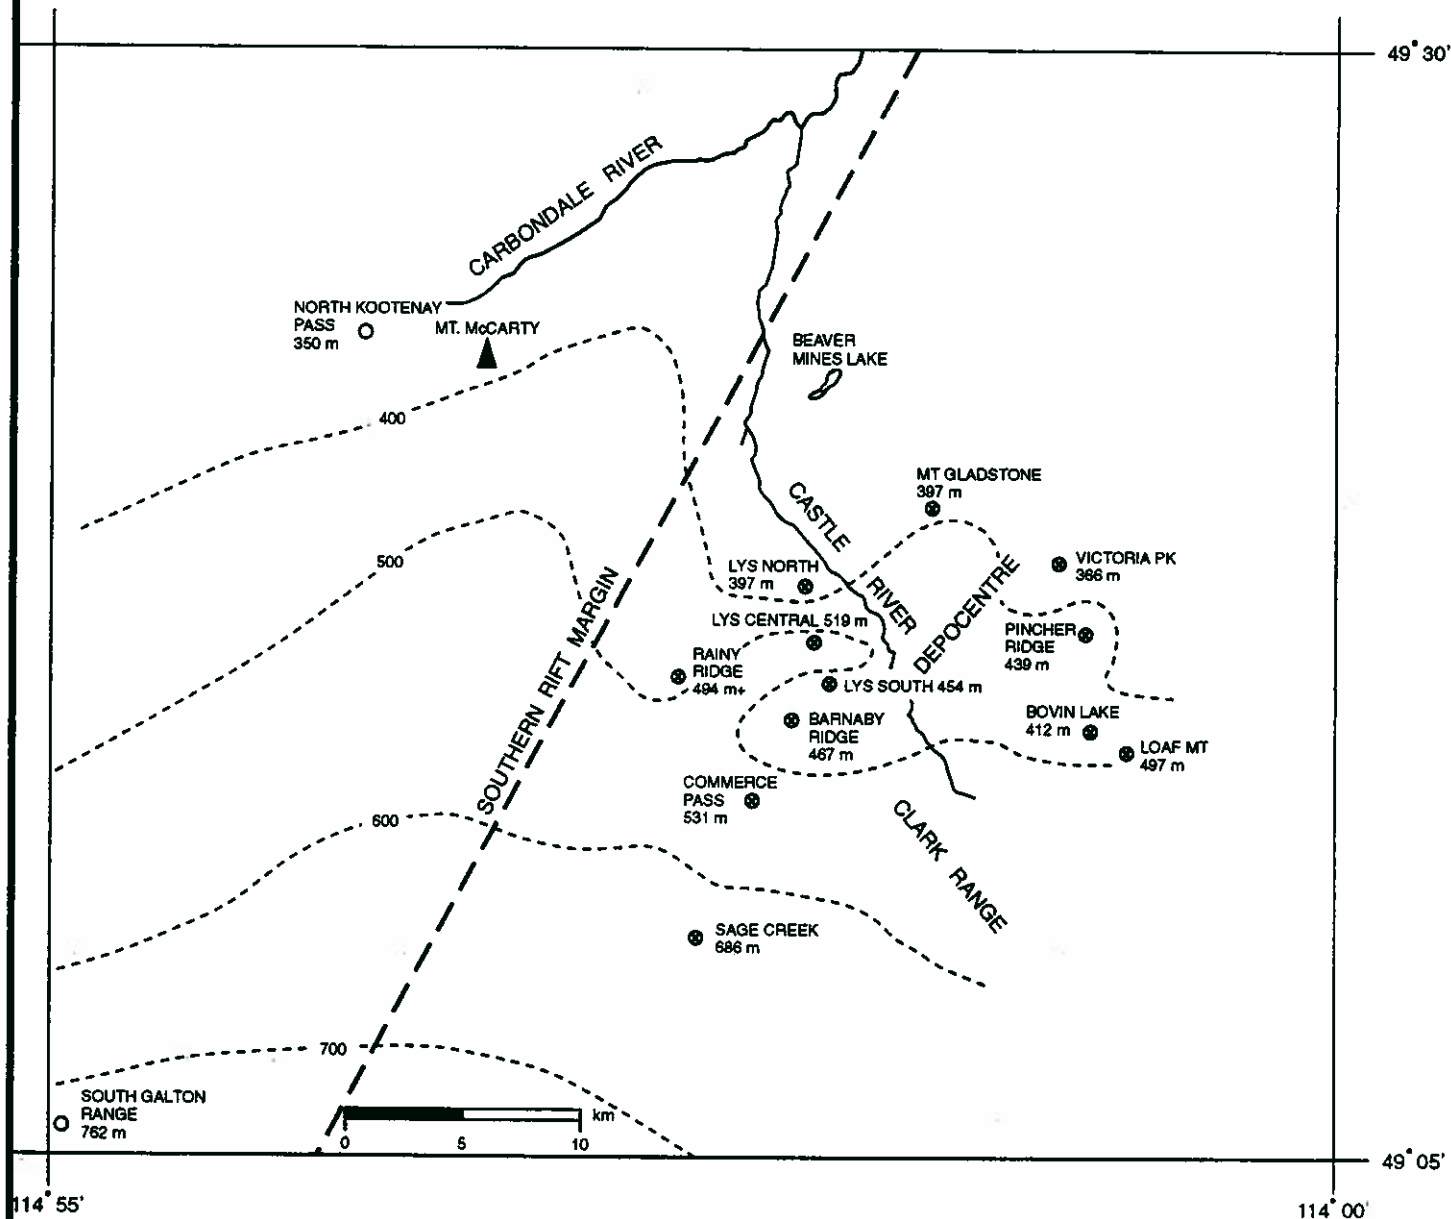 49° 30'
CARBONDALE RIVER
NORTH KOOTENAY
PASS
350 m
MT. McCARTY
BEAVER
MINES LAKE
400
MT GLADSTONE
397 m
CASTLE RIVER
500
LYS NORTH
397 m
VICTORIA PK
366 m
DEPOCENTRE
LYS CENTRAL 519 m
PINCHER
RIDGE
439 m
RAINY
RIDGE
494 m+
LYS SOUTH 454 m
SOUTHERN RIFT MARGIN
BARNABY
RIDGE
467 m
BOVIN LAKE
412 m
LOAF MT
497 m
COMMERCE
PASS
531 m
600
CLARK RANGE
SAGE CREEK
686 m
700
SOUTH GALTON
RANGE
762 m
km
0 5 10
49° 05'
114° 55'
114° 00'